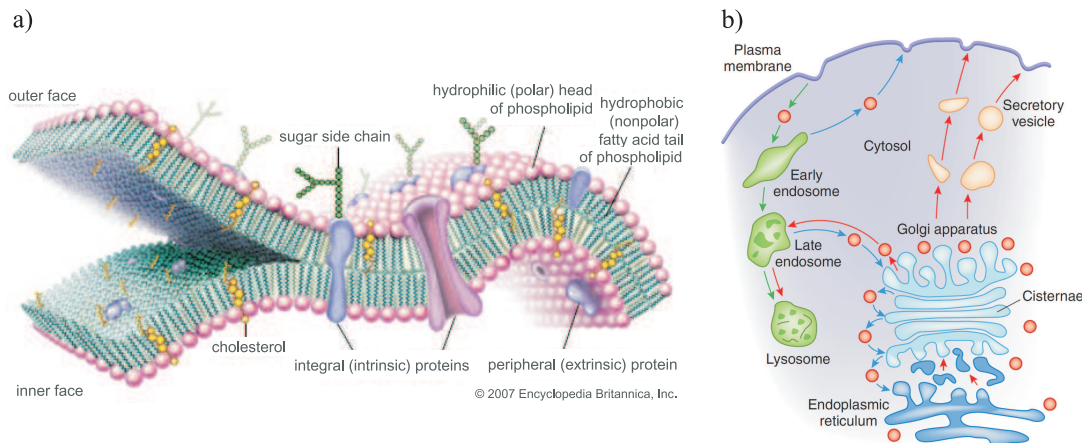 a)
outer face
sugar side chain
hydrophilic (polar) head
of phospholipid
hydrophobic
(nonpolar)
fatty acid tail
of phospholipid
cholesterol
integral (intrinsic) proteins
peripheral (extrinsic) protein
inner face
© 2007 Encyclopedia Britannica, Inc.
b)
Plasma
membrane
Secretory
vesicle
Cytosol
Early
endosome
Golgi apparatus
Late
endosome
Cisternae
Lysosome
Endoplasmic
reticulum